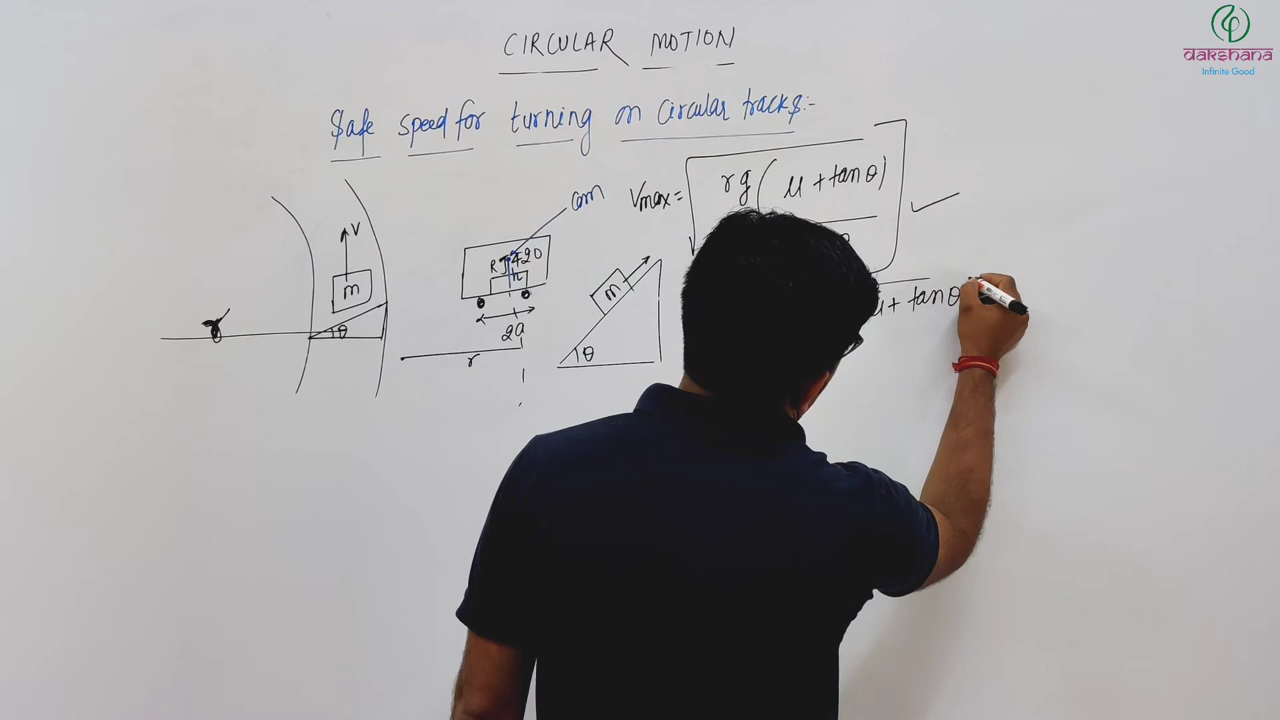 CIRCULAR MOTION
Safe speed for turning on circular tracks:-
dakshana
Infinite Good
com
Vmax =
rg ( μ + tanθ )
V
m
θ
h
2a
r
m
θ
μ + tanθ